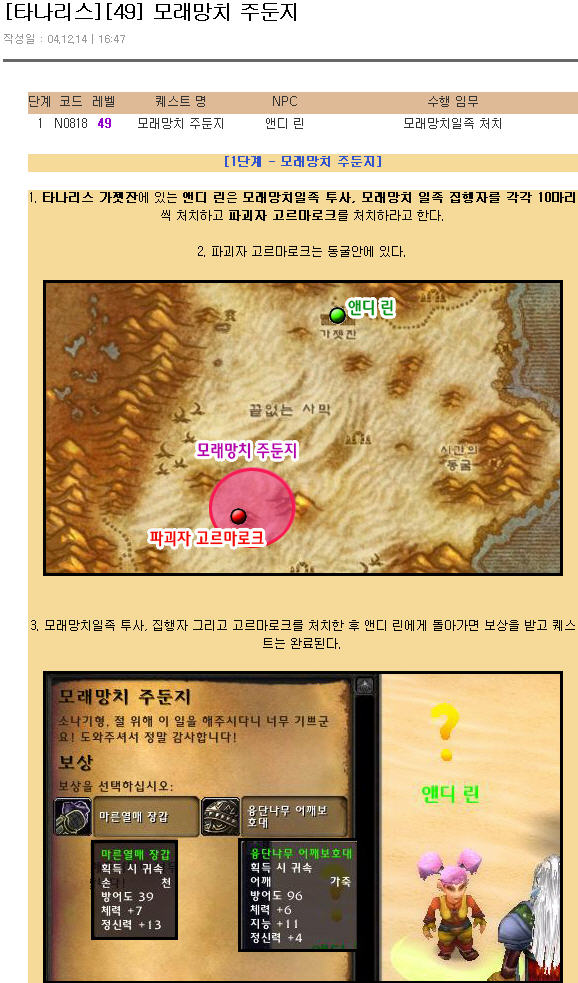 [타나리스][49] 모래망치 주둔지
작성일 : 04.12.14 | 16:47
단계 코드 레벨 퀘스트 명 NPC 수행 임무
1 N0818 49 모래망치 주둔지 앤디 린 모래망치일족 처치
[1단계 - 모래망치 주둔지]
1. 타나리스 가젯잔에 있는 앤디 린은 모래망치일족 투사, 모래망치 일족 집행자를 각각 10마리
씩 처치하고 파괴자 고르마로크를 처치하라고 한다.
2. 파괴자 고르마로크는 동굴안에 있다.
앤디 린
가젯잔
끝없는 사막
모래망치 주둔지
시간의
동굴
파괴자 고르마로크
3. 모래망치일족 투사, 집행자 그리고 고르마로크를 처치한 후 앤디 린에게 돌아가면 보상을 받고 퀘스
트는 완료된다.
모래망치 주둔지
소나기형, 절 위해 이 일을 해주시다니 너무 기쁘군
요! 도와주셔서 정말 감사합니다!
보상
보상을 선택하십시오:
마른열매 장갑
융단나무 어깨보
호대
마른열매 장갑
획득 시 귀속
손 천
방어도 39
체력 +7
정신력 +13
융단나무 어깨보호대
획득 시 귀속
어깨 가죽
방어도 96
체력 +6
지능 +11
정신력 +4
앤디 린